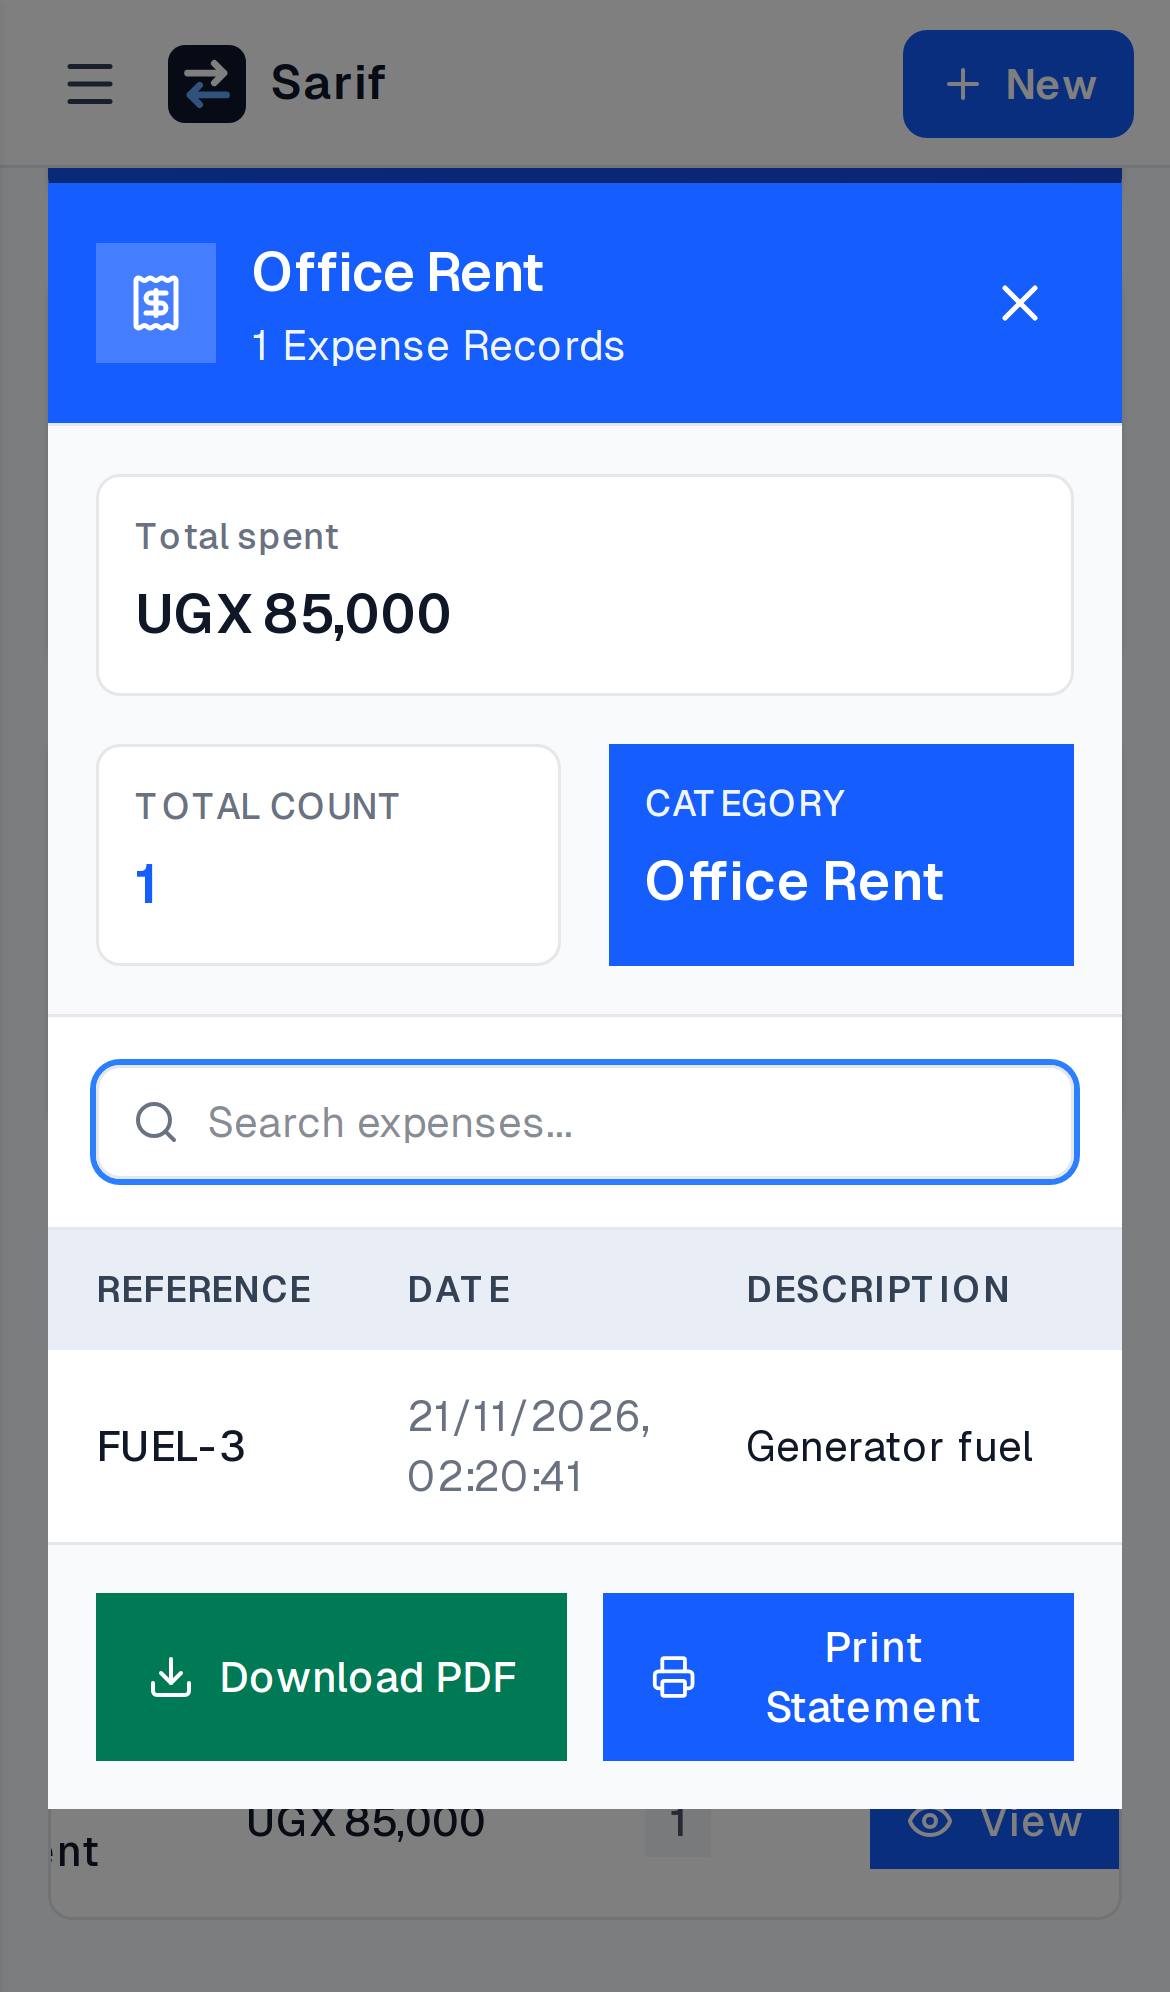 Sarif
New
Office Rent
1 Expense Records
Total spent
UGX 85,000
TOTAL COUNT
1
CATEGORY
Office Rent
Search expenses...
REFERENCE DATE DESCRIPTION
FUEL-3 21/11/2026, 02:20:41 Generator fuel
Download PDF
Print
Statement
UGX 85,000 1 View
ent